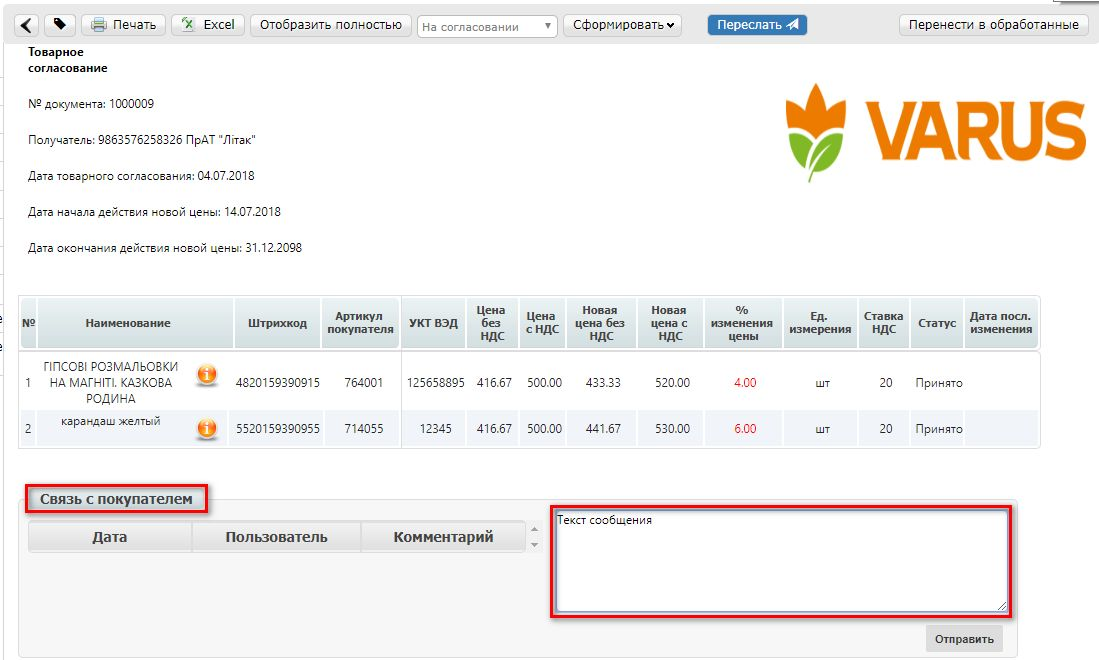 Печать Excel Отобразить полностью На согласовании Сформировать Переслать Перенести в обработанные
Товарное
согласование
№ документа: 1000009
Получатель: 9863576258326 ПрАТ "Літак"
Дата товарного согласования: 04.07.2018
Дата начала действия новой цены: 14.07.2018
Дата окончания действия новой цены: 31.12.2098
VARUS
№ Наименование Штрихкод Артикул покупателя УКТ ВЭД Цена без НДС Цена с НДС Новая цена без НДС Новая цена с НДС % изменения цены Ед. измерения Ставка НДС Статус Дата посл. изменения
1 ГІПСОВІ РОЗМАЛЬОВКИ НА МАГНІТІ. КАЗКОВА РОДИНА 4820159390915 764001 125658895 416.67 500.00 433.33 520.00 4.00 шт 20 Принято
2 карандаш желтый 5520159390955 714055 12345 416.67 500.00 441.67 530.00 6.00 шт 20 Принято
Связь с покупателем
Дата Пользователь Комментарий
Текст сообщения
Отправить